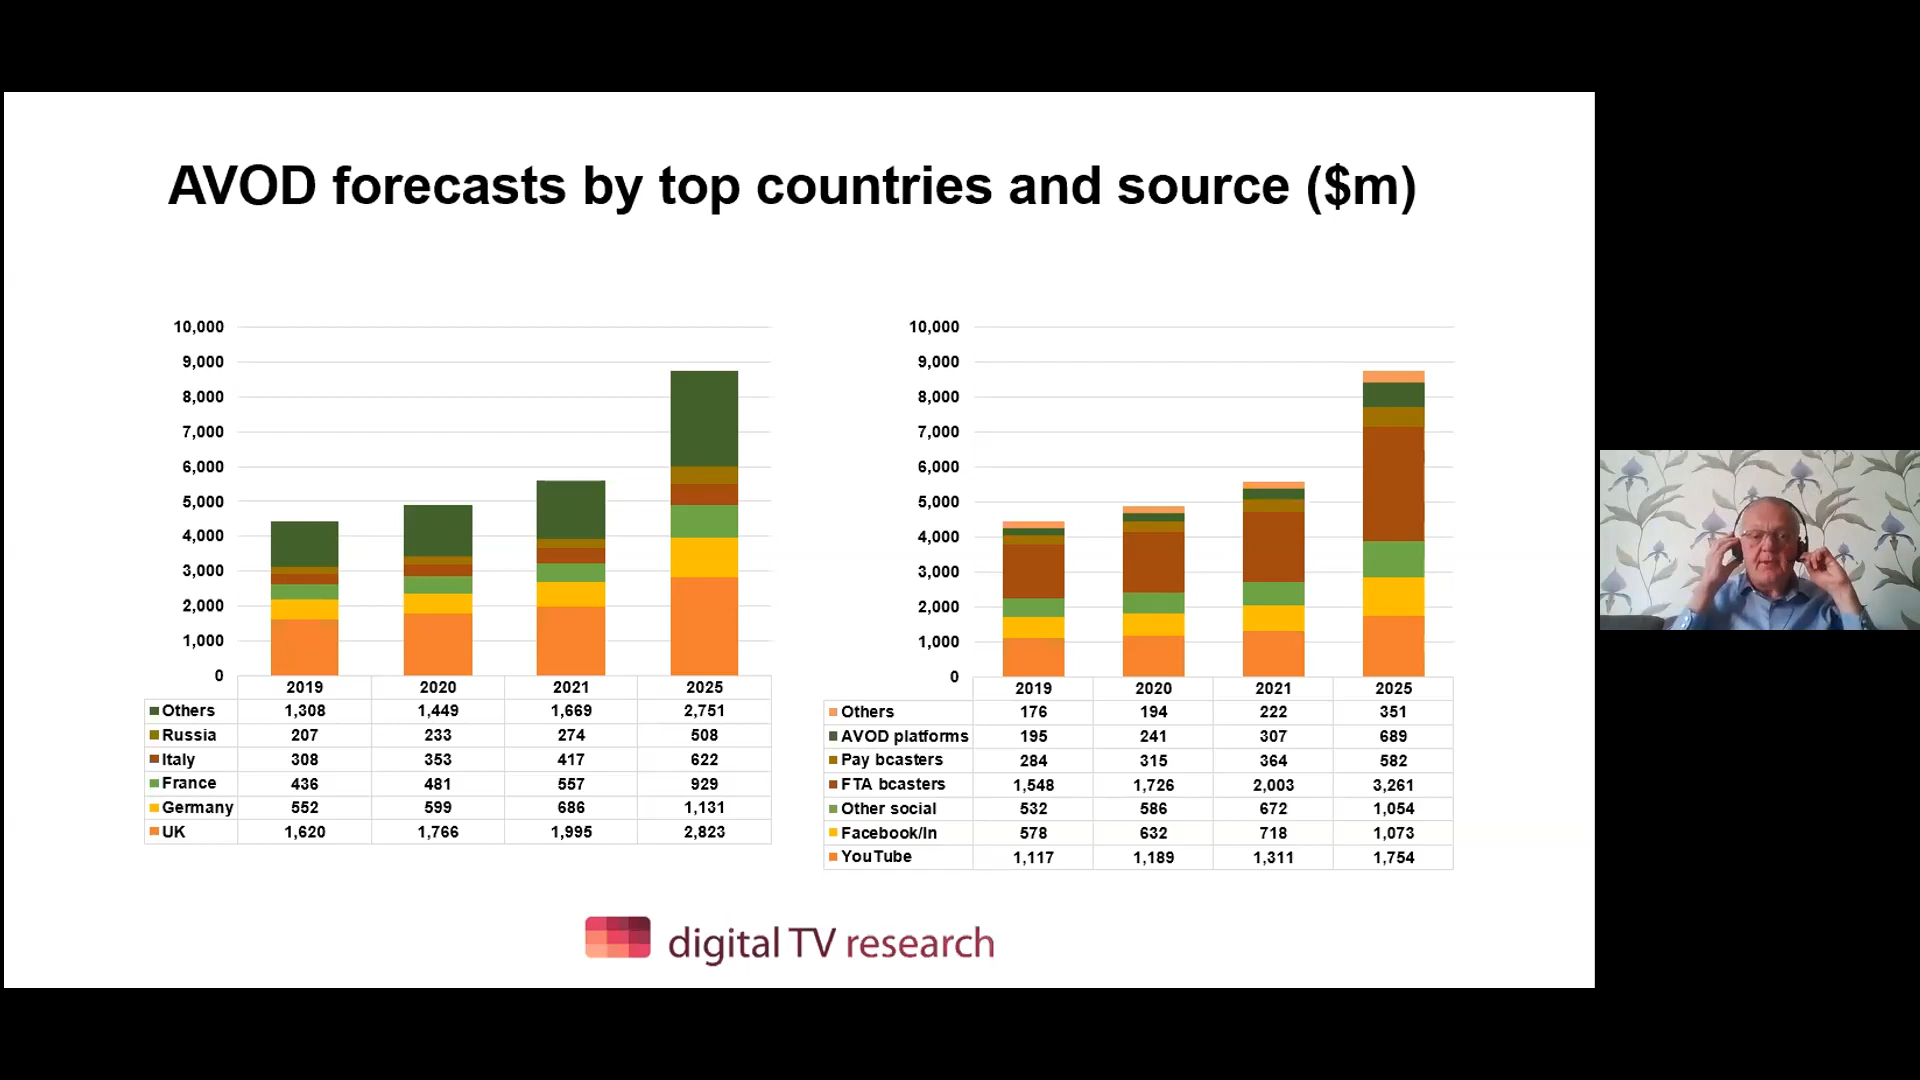 AVOD forecasts by top countries and source ($m)
10,000
9,000
8,000
7,000
6,000
5,000
4,000
3,000
2,000
1,000
0
2019 2020 2021 2025
Others 1,308 1,449 1,669 2,751
Russia 207 233 274 508
Italy 308 353 417 622
France 436 481 557 929
Germany 552 599 686 1,131
UK 1,620 1,766 1,995 2,823
10,000
9,000
8,000
7,000
6,000
5,000
4,000
3,000
2,000
1,000
0
2019 2020 2021 2025
Others 176 194 222 351
AVOD platforms 195 241 307 689
Pay bcasters 284 315 364 582
FTA bcasters 1,548 1,726 2,003 3,261
Other social 532 586 672 1,054
Facebook/In 578 632 718 1,073
YouTube 1,117 1,189 1,311 1,754
digital TV research